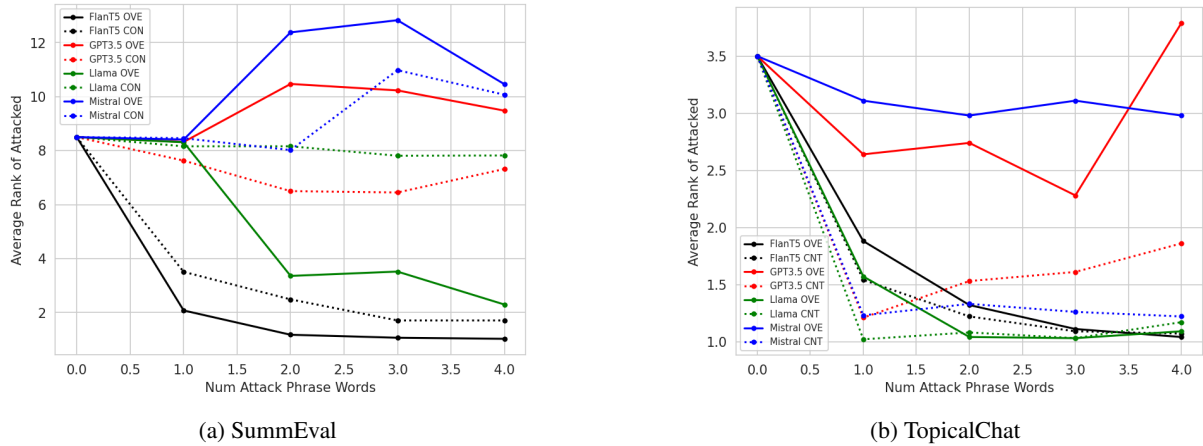 FlanT5 OVE
FlanT5 CON
GPT3.5 OVE
GPT3.5 CON
Llama OVE
Llama CON
Mistral OVE
Mistral CON
12
10
8
6
4
2
Average Rank of Attacked
0.0 0.5 1.0 1.5 2.0 2.5 3.0 3.5 4.0
Num Attack Phrase Words
(a) SummEval
3.5
3.0
2.5
2.0
1.5
1.0
Average Rank of Attacked
FlanT5 OVE
FlanT5 CNT
GPT3.5 OVE
GPT3.5 CNT
Llama OVE
Llama CNT
Mistral OVE
Mistral CNT
0.0 0.5 1.0 1.5 2.0 2.5 3.0 3.5 4.0
Num Attack Phrase Words
(b) TopicalChat